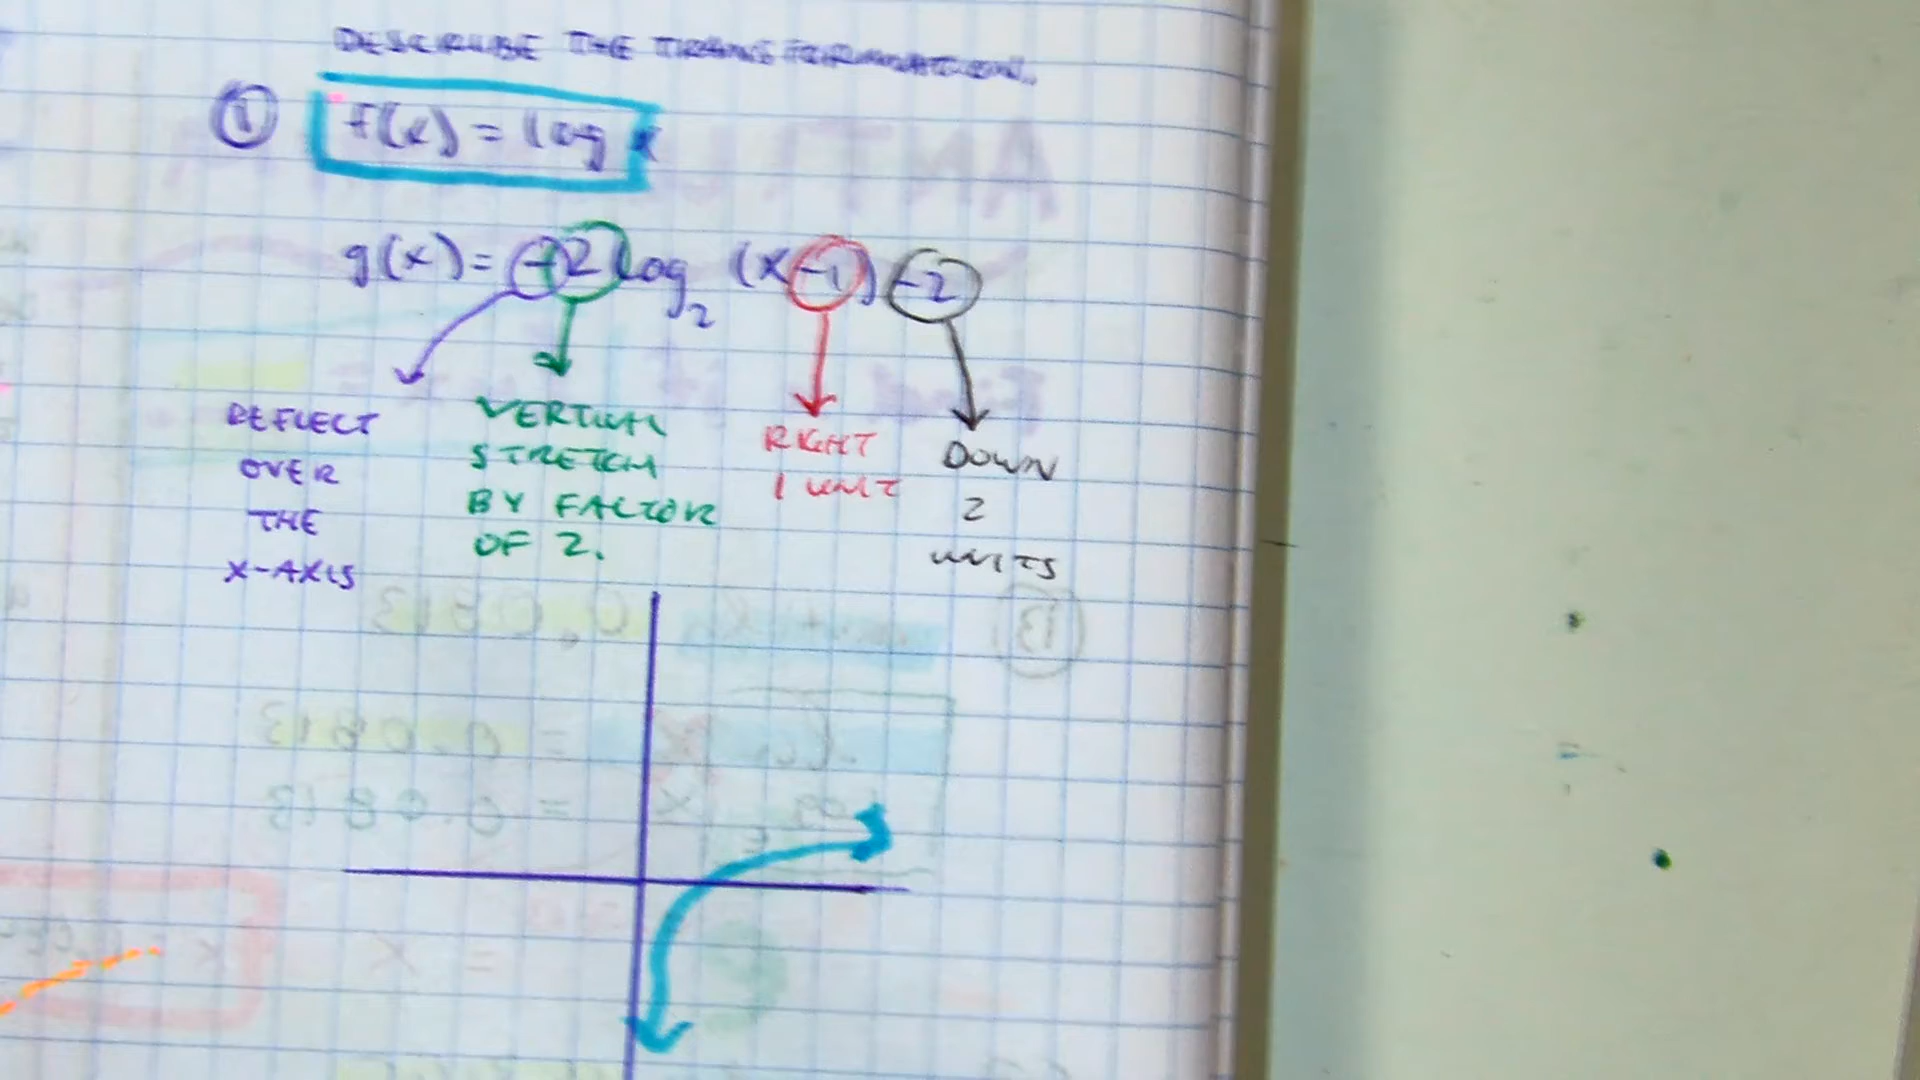 DESCRIBE THE TRANSFORMATION.
① f(x) = log x
g(x) = -2 log₂ (x-1) -2
REFLECT OVER THE X-AXIS
VERTICAL STRETCH BY FACTOR OF 2.
RIGHT 1 UNIT
DOWN 2 UNITS
13